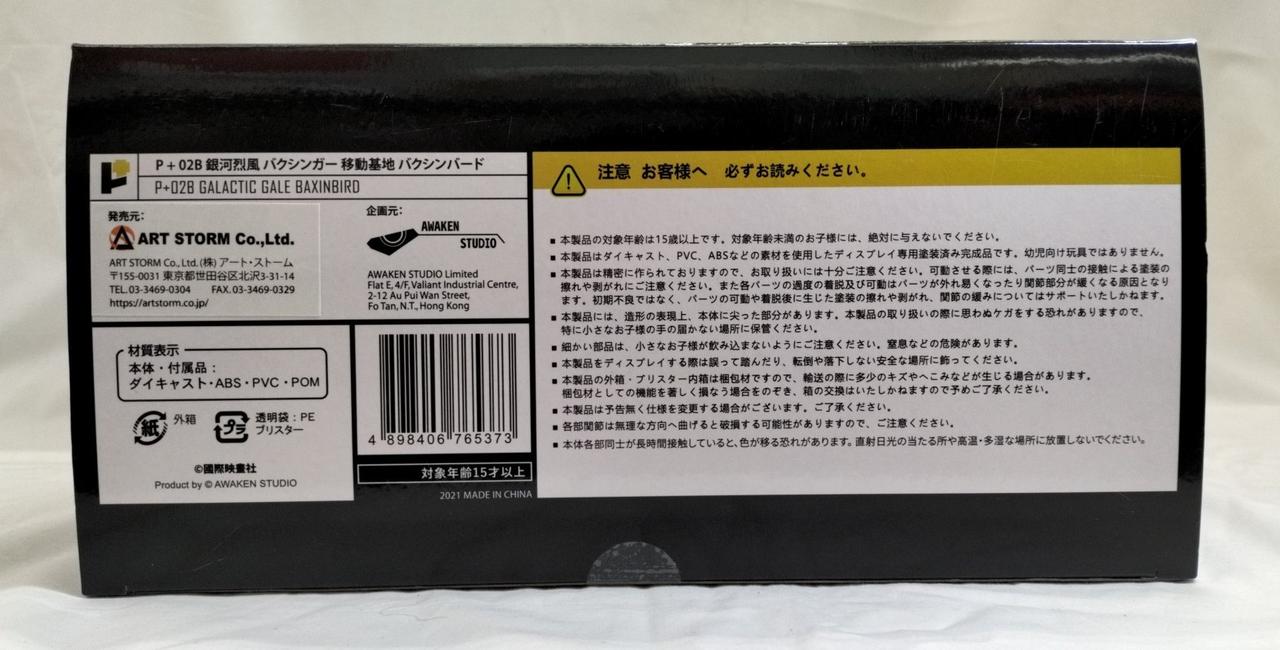 P+02B 銀河烈風 バクシンガー 移動基地 バクシンバード
P+02B GALACTIC GALE BAXINBIRD
発売元:
ART STORM Co.,Ltd.
ART STORM Co., Ltd. (株) アート・ストーム
〒155-0031 東京都世田谷区北沢3-31-14
TEL. 03-3469-0304 FAX. 03-3469-0329
https://artstorm.co.jp/
企画元:
AWAKEN
STUDIO
AWAKEN STUDIO Limited
Flat E, 4/F, Valiant Industrial Centre,
2-12 Au Pui Wan Street,
Fo Tan, N.T., Hong Kong
材質表示
本体・付属品:
ダイキャスト・ABS・PVC・POM
紙 外箱
プラ 透明袋:PE
ブリスター
©国際映畫社
Product by © AWAKEN STUDIO
4 898406 765373
対象年齢15才以上
2021 MADE IN CHINA
注意 お客様へ 必ずお読みください。
■ 本製品の対象年齢は15歳以上です。対象年齢未満のお子様には、絶対に与えないでください。
■ 本製品はダイキャスト、PVC、ABSなどの素材を使用したディスプレイ専用塗装済み完成品です。幼児向け玩具ではありません。
■ 本製品は精密に作られておりますので、お取り扱いには十分ご注意ください。可動させる際には、パーツ同士の接触による塗装の
擦れや剥がれにご注意ください。また各パーツの過度の着脱及び可動はパーツが外れ易くなったり関節部分が緩くなる原因となり
ます。初期不良ではなく、パーツの可動や着脱後に生じた塗装の擦れや剥がれ、関節の緩みについてはサポートいたしかねます。
■ 本製品には、造形の表現上、本体に尖った部分があります。本製品の取り扱いの際に思わぬケガをする恐れがありますので、
特に小さなお子様の手の届かない場所に保管ください。
■ 細かい部品は、小さなお子様が飲み込まないようにご注意ください。窒息などの危険があります。
■ 本製品をディスプレイする際は誤って踏んだり、転倒や落下しない安全な場所に飾ってください。
■ 本製品の外箱・ブリスター内箱は梱包材ですので、輸送の際に多少のキズやへこみなどが生じる場合があります。
梱包材としての機能を著しく損なう場合をのぞき、箱の交換はいたしかねますので予めご了承ください。
■ 本製品は予告無く仕様を変更する場合がございます。ご了承ください。
■ 各部関節は無理な方向へ曲げると破損する可能性がありますので、ご注意ください。
■ 本体各部同士が長時間接触していると、色が移る恐れがあります。直射日光の当たる所や高温・多湿な場所に放置しないでください。